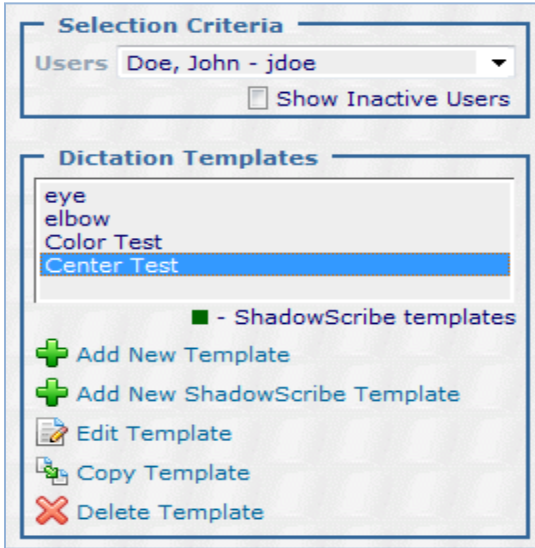 Selection Criteria
Users Doe, John - jdoe
Show Inactive Users
Dictation Templates
eye
elbow
Color Test
Center Test
- ShadowScribe templates
Add New Template
Add New ShadowScribe Template
Edit Template
Copy Template
Delete Template